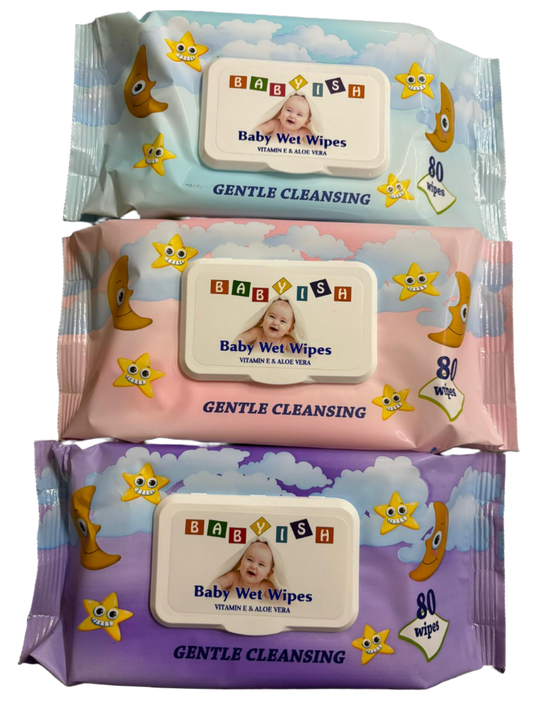 BABYISH
Baby Wet Wipes
VITAMIN E & ALOE VERA
GENTLE CLEANSING
80
wipes
BABYISH
Baby Wet Wipes
VITAMIN E & ALOE VERA
GENTLE CLEANSING
80
wipes
BABYISH
Baby Wet Wipes
VITAMIN E & ALOE VERA
GENTLE CLEANSING
80
wipes